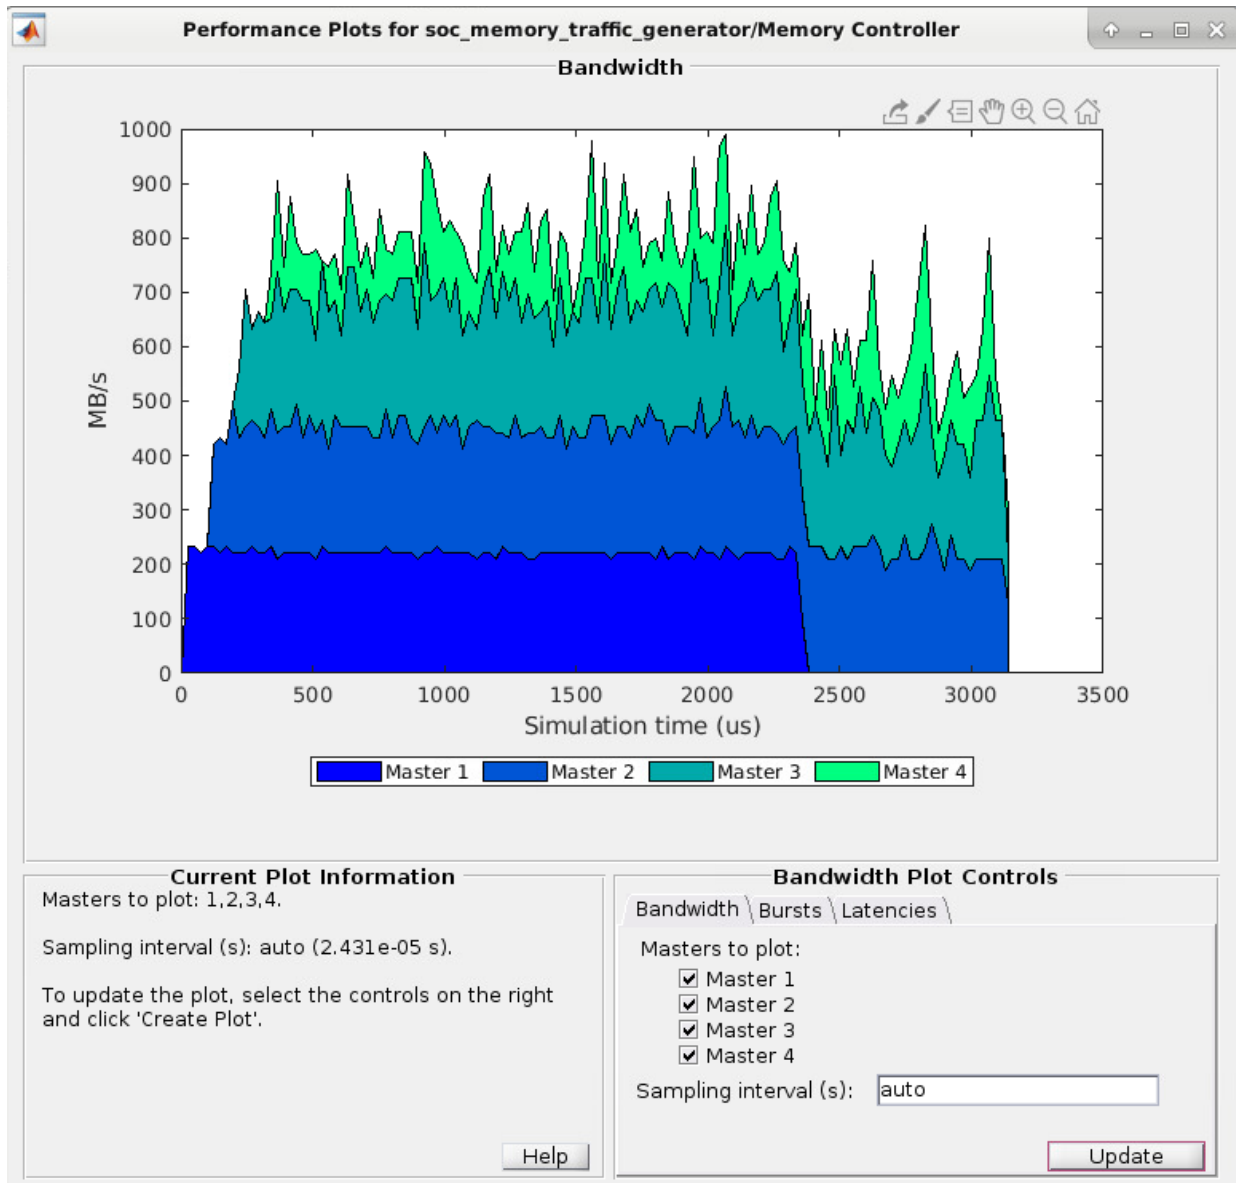 Performance Plots for soc_memory_traffic_generator/Memory Controller
Bandwidth
1000
900
800
700
600
500
400
300
200
100
0
MB/s
0 500 1000 1500 2000 2500 3000 3500
Simulation time (us)
Master 1 Master 2 Master 3 Master 4
Current Plot Information
Masters to plot: 1,2,3,4.
Sampling interval (s): auto (2.431e-05 s).
To update the plot, select the controls on the right
and click 'Create Plot'.
Help
Bandwidth Plot Controls
Bandwidth Bursts Latencies
Masters to plot:
Master 1
Master 2
Master 3
Master 4
Sampling interval (s): auto
Update